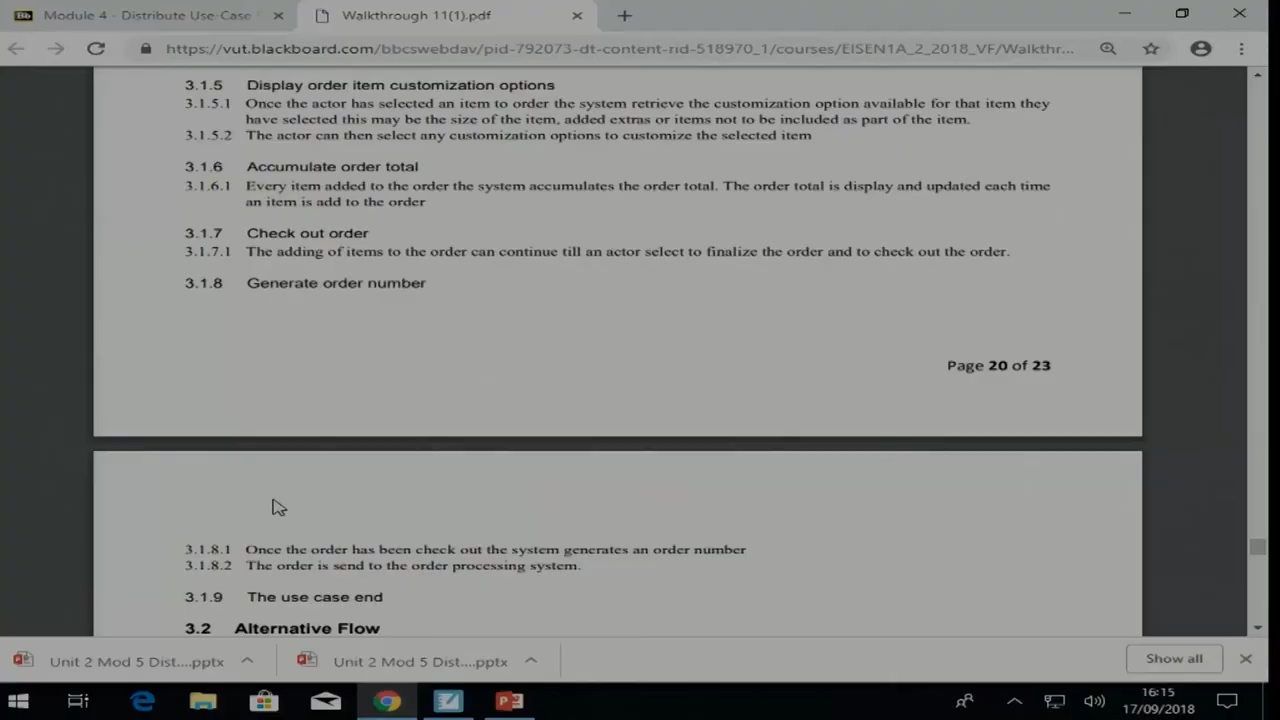 Module 4 - Distribute Use-Case
Walkthrough 11(1).pdf
https://vut.blackboard.com/bbcswebdav/pid-792073-dt-content-rid-518970_1/courses/EISEN1A_2_2018_VF/Walkthr...
3.1.5 Display order item customization options
3.1.5.1 Once the actor has selected an item to order the system retrieve the customization option available for that item they
have selected this may be the size of the item, added extras or items not to be included as part of the item.
3.1.5.2 The actor can then select any customization options to customize the selected item
3.1.6 Accumulate order total
3.1.6.1 Every item added to the order the system accumulates the order total. The order total is display and updated each time
an item is add to the order
3.1.7 Check out order
3.1.7.1 The adding of items to the order can continue till an actor select to finalize the order and to check out the order.
3.1.8 Generate order number
Page 20 of 23
3.1.8.1 Once the order has been check out the system generates an order number
3.1.8.2 The order is send to the order processing system.
3.1.9 The use case end
3.2 Alternative Flow
Unit 2 Mod 5 Dist....pptx
Unit 2 Mod 5 Dist....pptx
Show all
16:15
17/09/2018